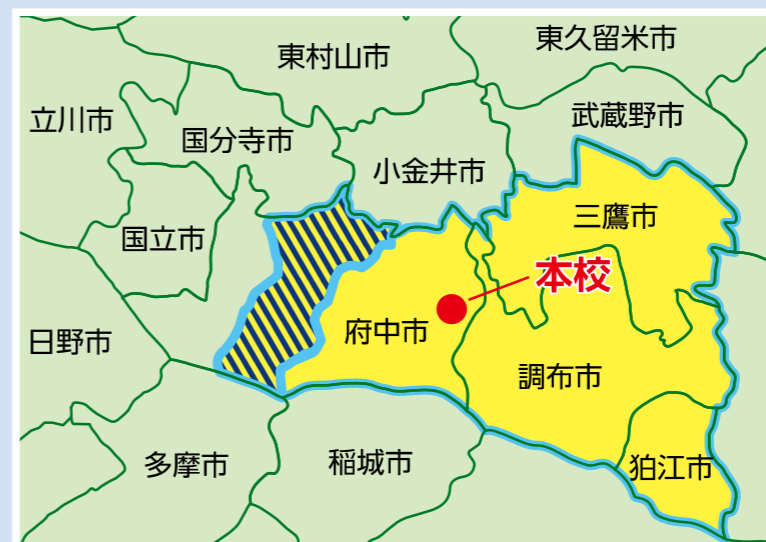 東村山市
東久留米市
立川市
国分寺市
武蔵野市
小金井市
三鷹市
国立市
本校
府中市
日野市
調布市
多摩市
稲城市
狛江市